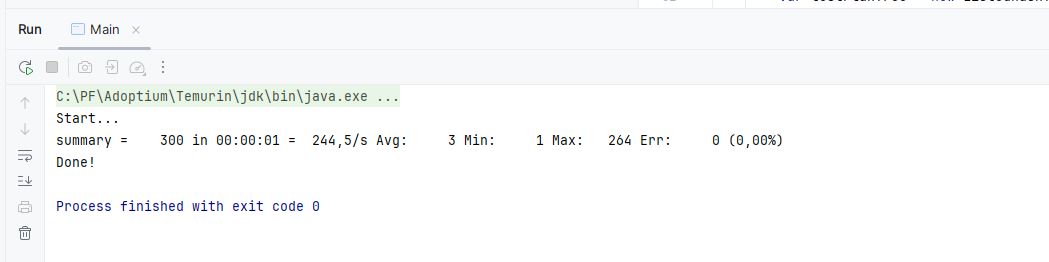 Run Main
C:\PF\Adoptium\Temurin\jdk\bin\java.exe ...
Start...
summary =    300 in 00:00:01 =  244,5/s Avg:     3 Min:     1 Max:   264 Err:     0 (0,00%)
Done!
Process finished with exit code 0